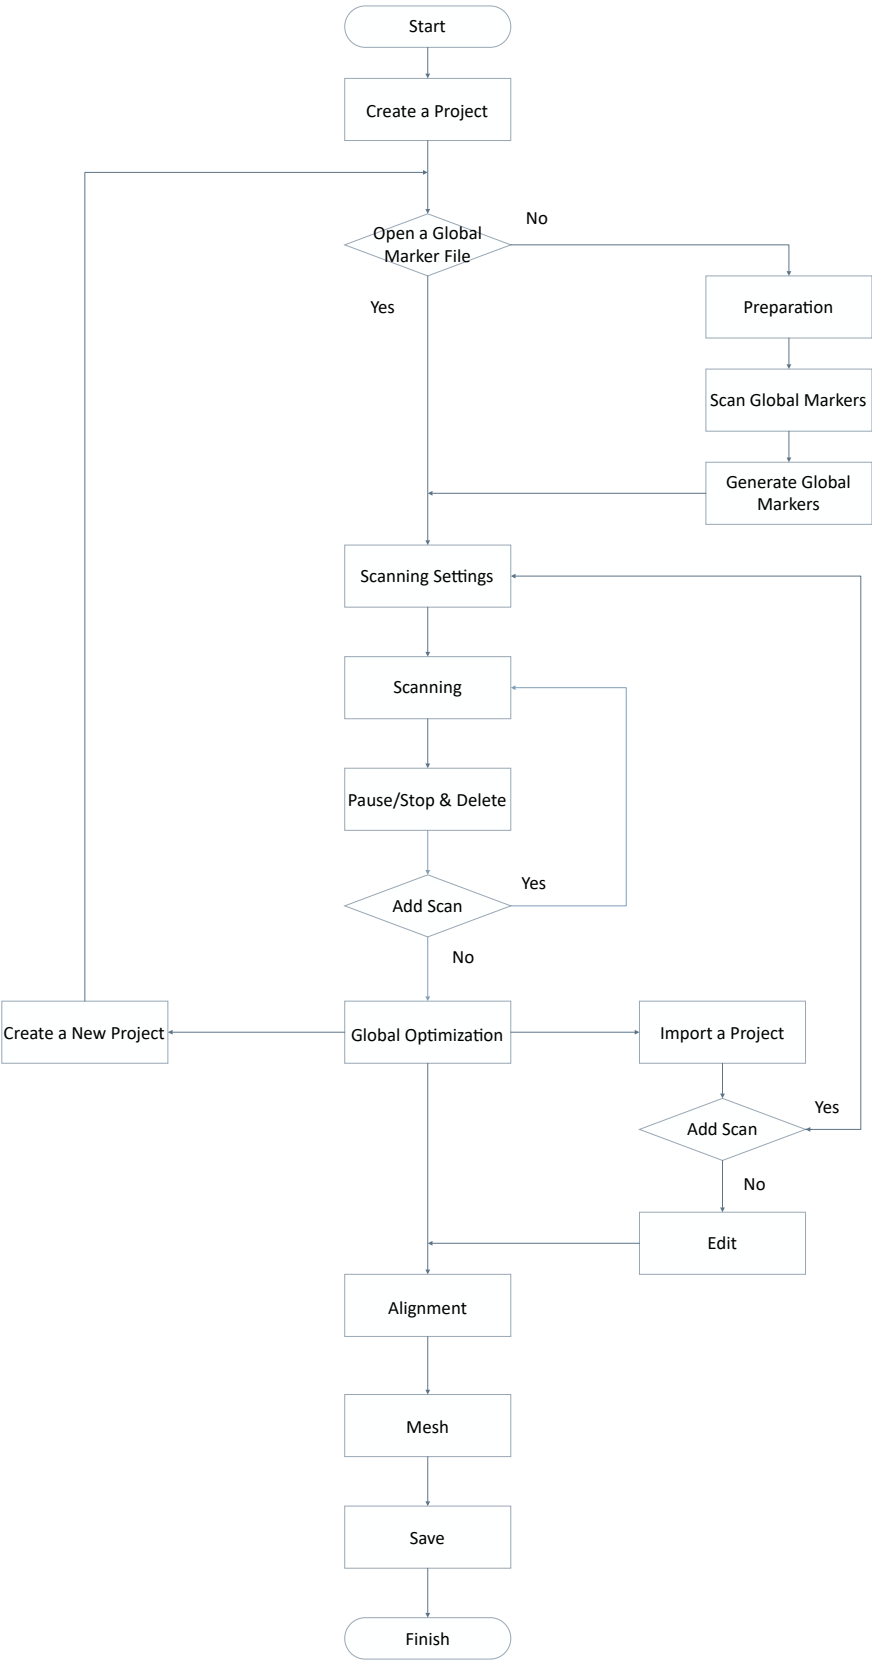 Start
Create a Project
No
Open a Global
Marker File
Yes
Preparation
Scan Global Markers
Generate Global
Markers
Scanning Settings
Scanning
Pause/Stop & Delete
Yes
Add Scan
No
Create a New Project
Global Optimization
Import a Project
Yes
Add Scan
No
Edit
Alignment
Mesh
Save
Finish